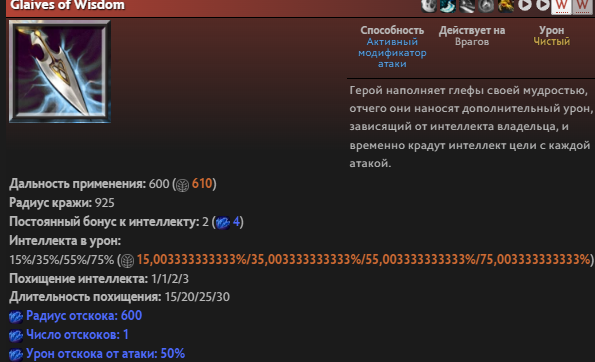 Glaives of Wisdom
W W
Способность Действует на Урон
Активный модификатор атаки Врагов Чистый
Герой наполняет глефы своей мудростью,
отчего они наносят дополнительный урон,
зависящий от интеллекта владельца, и
временно крадут интеллект цели с каждой
атакой.
Дальность применения: 600 (610)
Радиус кражи: 925
Постоянный бонус к интеллекту: 2 (4)
Интеллекта в урон:
15%/35%/55%/75% (15,003333333333%/35,003333333333%/55,003333333333%/75,003333333333%)
Похищение интеллекта: 1/1/2/3
Длительность похищения: 15/20/25/30
Радиус отскока: 600
Число отскоков: 1
Урон отскока от атаки: 50%